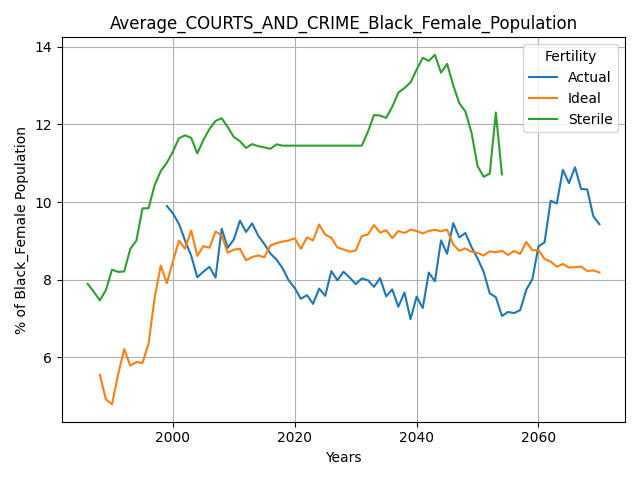 Average_COURTS_AND_CRIME_Black_Female_Population
14
12
10
8
6
% of Black_Female Population
Fertility
Actual
Ideal
Sterile
2000
2020
2040
2060
Years